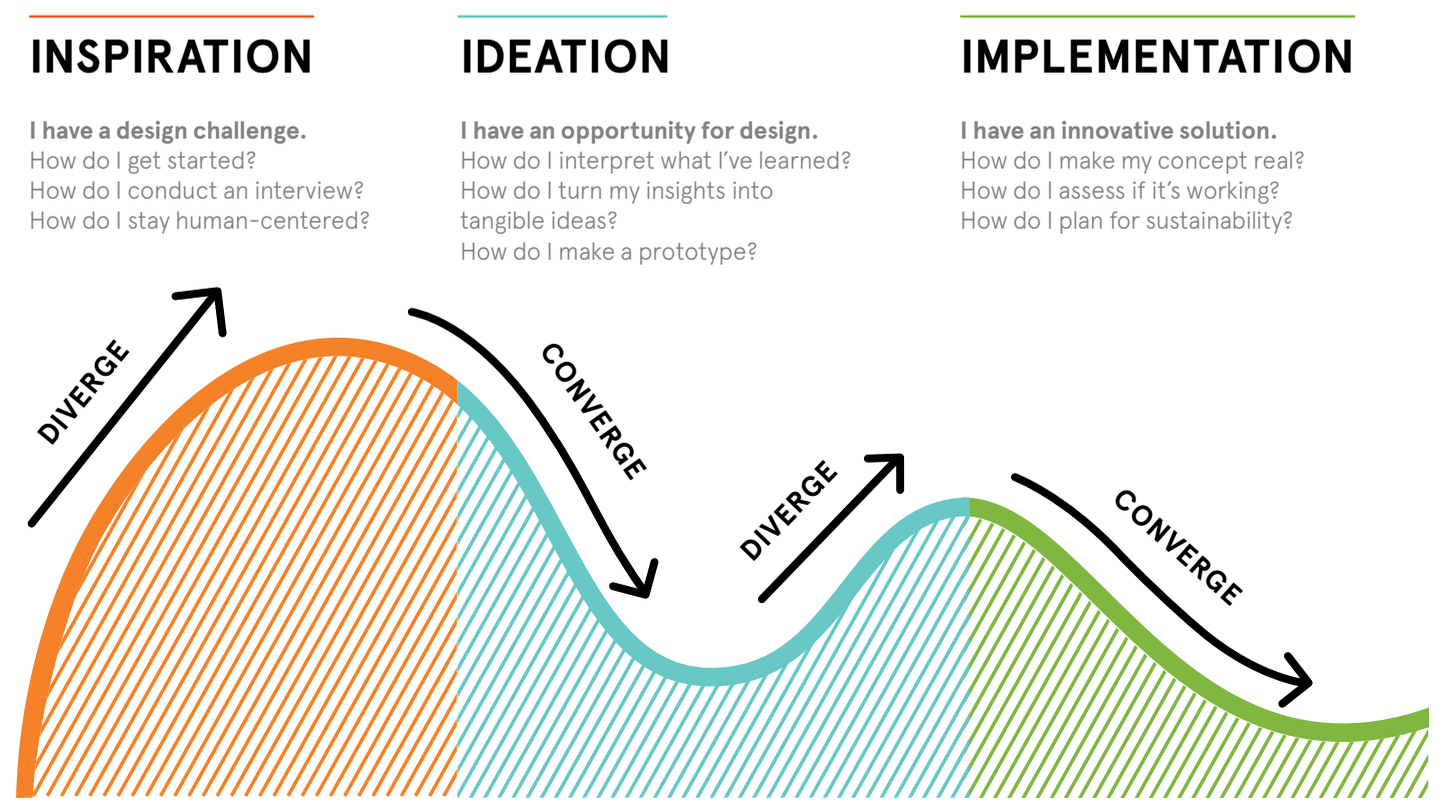 INSPIRATION
I have a design challenge.
How do I get started?
How do I conduct an interview?
How do I stay human-centered?
IDEATION
I have an opportunity for design.
How do I interpret what I’ve learned?
How do I turn my insights into
tangible ideas?
How do I make a prototype?
IMPLEMENTATION
I have an innovative solution.
How do I make my concept real?
How do I assess if it’s working?
How do I plan for sustainability?
DIVERGE
CONVERGE
DIVERGE
CONVERGE